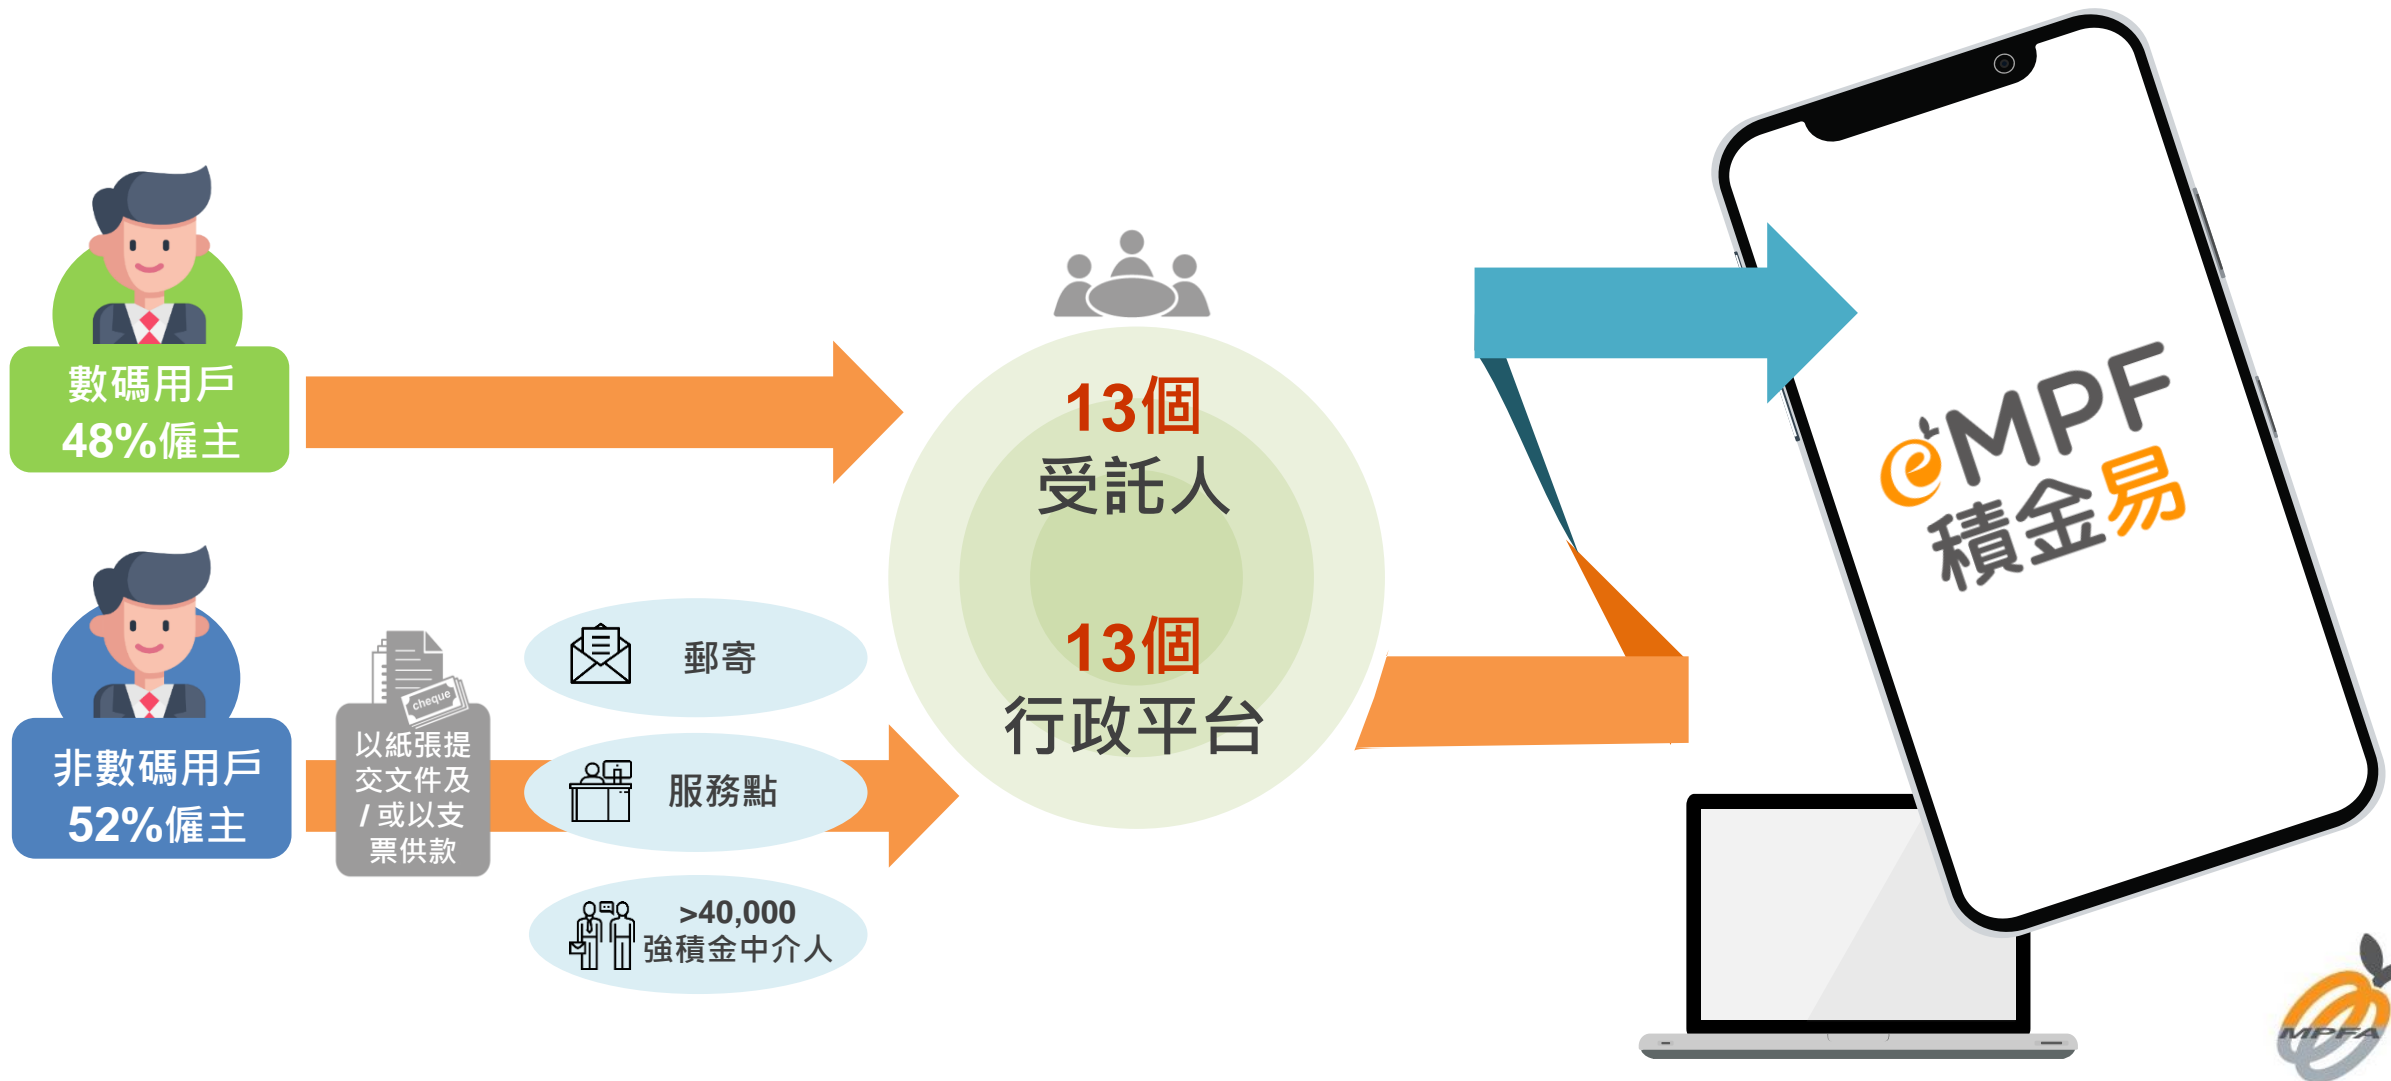 數碼用戶
48%僱主
非數碼用戶
52%僱主
cheque
以紙張提
交文件及
/ 或以支
票供款
郵寄
服務點
>40,000
強積金中介人
13個
受託人
13個
行政平台
eMPF
積金易
MPFA